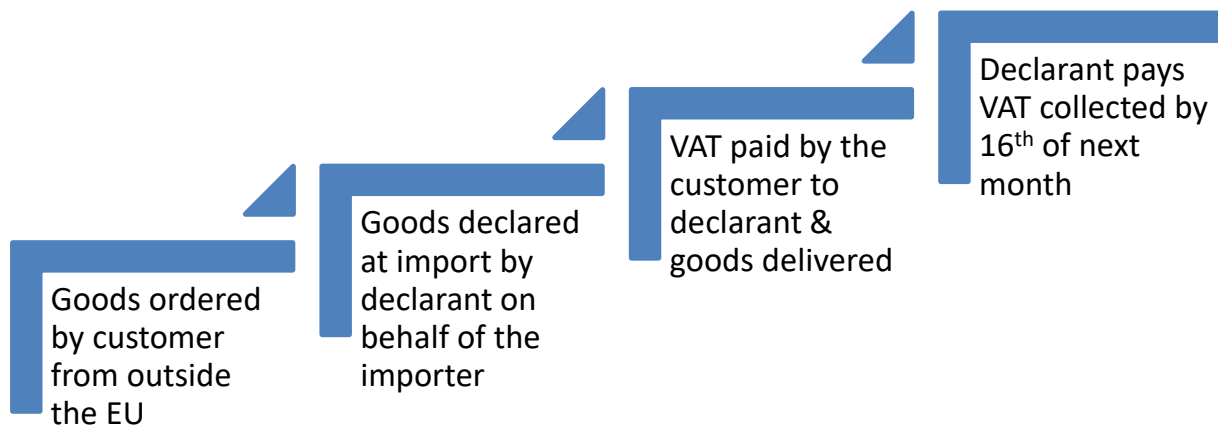 Goods ordered
by customer
from outside
the EU
Goods declared
at import by
declarant on
behalf of the
importer
VAT paid by the
customer to
declarant &
goods delivered
Declarant pays
VAT collected by
16th of next
month